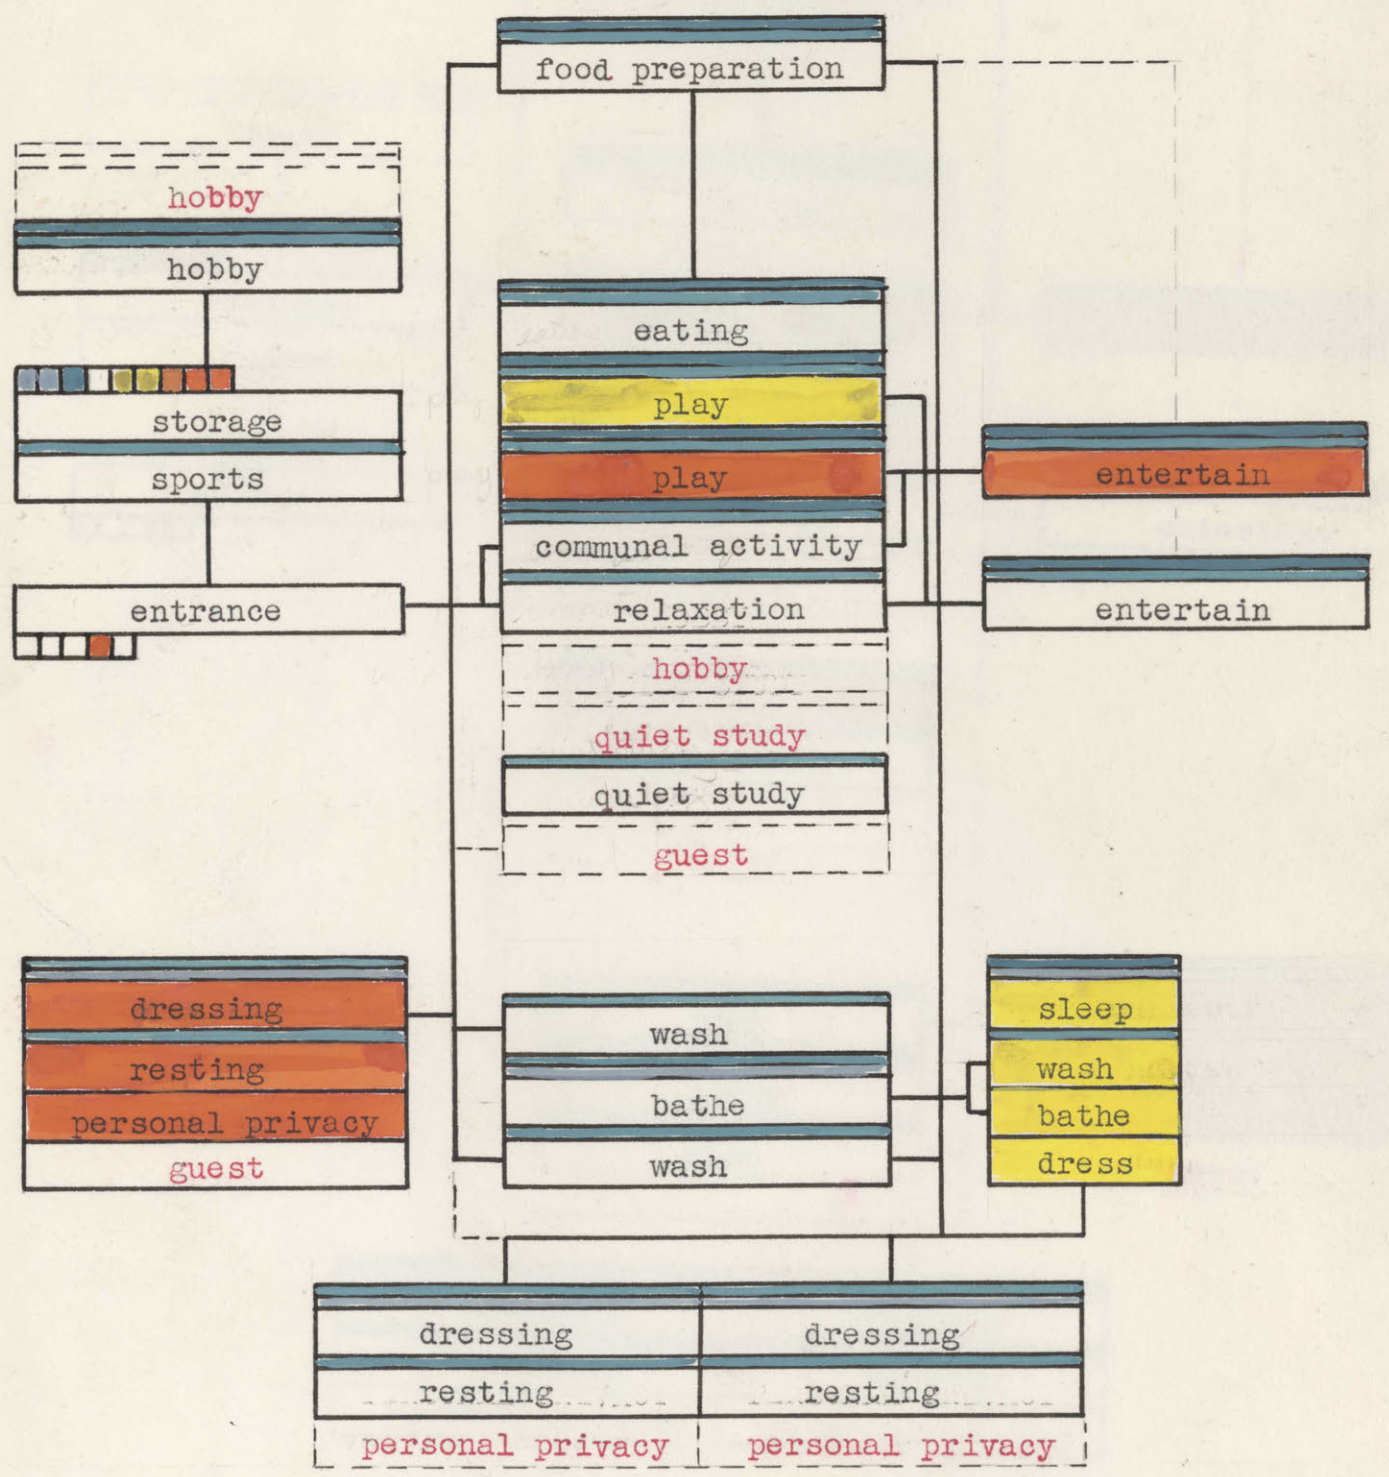 food preparation
hobby
hobby
storage
sports
entrance
eating
play
play
communal activity
relaxation
hobby
quiet study
quiet study
guest
entertain
entertain
dressing
resting
personal privacy
guest
wash
bathe
wash
sleep
wash
bathe
dress
dressing
dressing
resting
resting
personal privacy
personal privacy